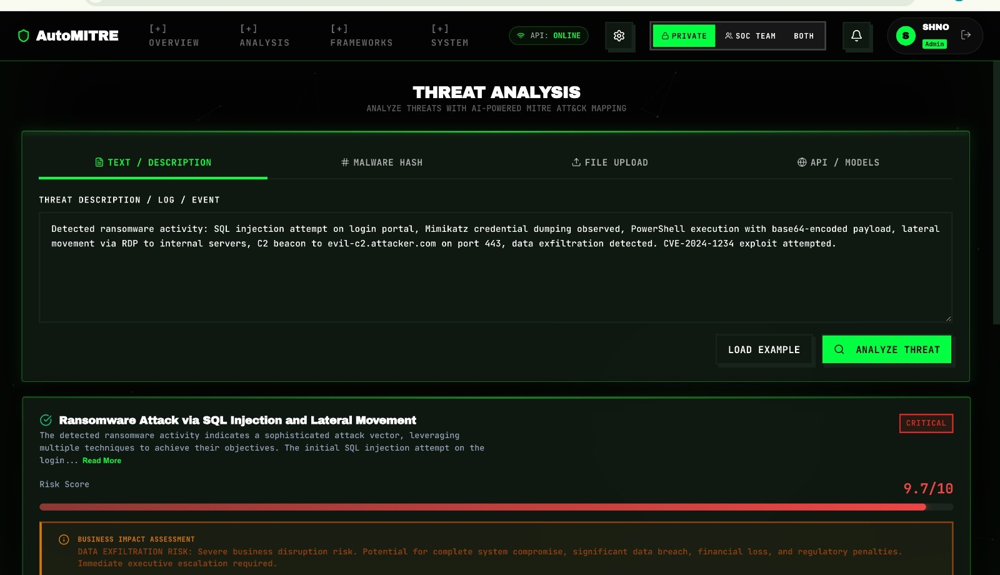 AutoMITRE
[+] OVERVIEW
[+] ANALYSIS
[+] FRAMEWORKS
[+] SYSTEM
API: ONLINE
PRIVATE
SOC TEAM
BOTH
S
SHNO
Admin
THREAT ANALYSIS
ANALYZE THREATS WITH AI-POWERED MITRE ATT&CK MAPPING
TEXT / DESCRIPTION
MALWARE HASH
FILE UPLOAD
API / MODELS
THREAT DESCRIPTION / LOG / EVENT
Detected ransomware activity: SQL injection attempt on login portal, Mimikatz credential dumping observed, PowerShell execution with base64-encoded payload, lateral
movement via RDP to internal servers, C2 beacon to evil-c2.attacker.com on port 443, data exfiltration detected. CVE-2024-1234 exploit attempted.
LOAD EXAMPLE
ANALYZE THREAT
Ransomware Attack via SQL Injection and Lateral Movement
CRITICAL
The detected ransomware activity indicates a sophisticated attack vector, leveraging
multiple techniques to achieve their objectives. The initial SQL injection attempt on the
login... Read More
Risk Score
9.7/10
BUSINESS IMPACT ASSESSMENT
DATA EXFILTRATION RISK: Severe business disruption risk. Potential for complete system compromise, significant data breach, financial loss, and regulatory penalties.
Immediate executive escalation required.